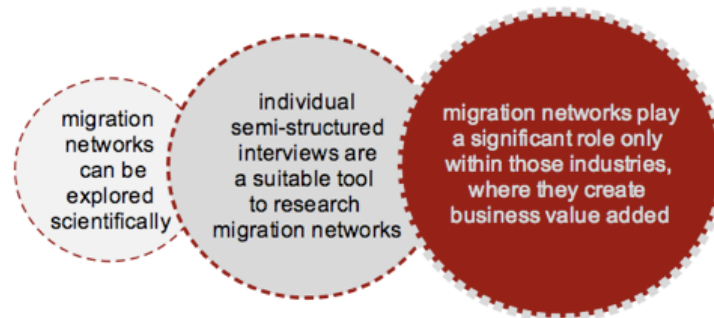 migration
networks
can be
explored
scientifically
individual
semi-structured
interviews are
a suitable tool
to research
migration networks
migration networks play
a significant role only
within those industries,
where they create
business value added